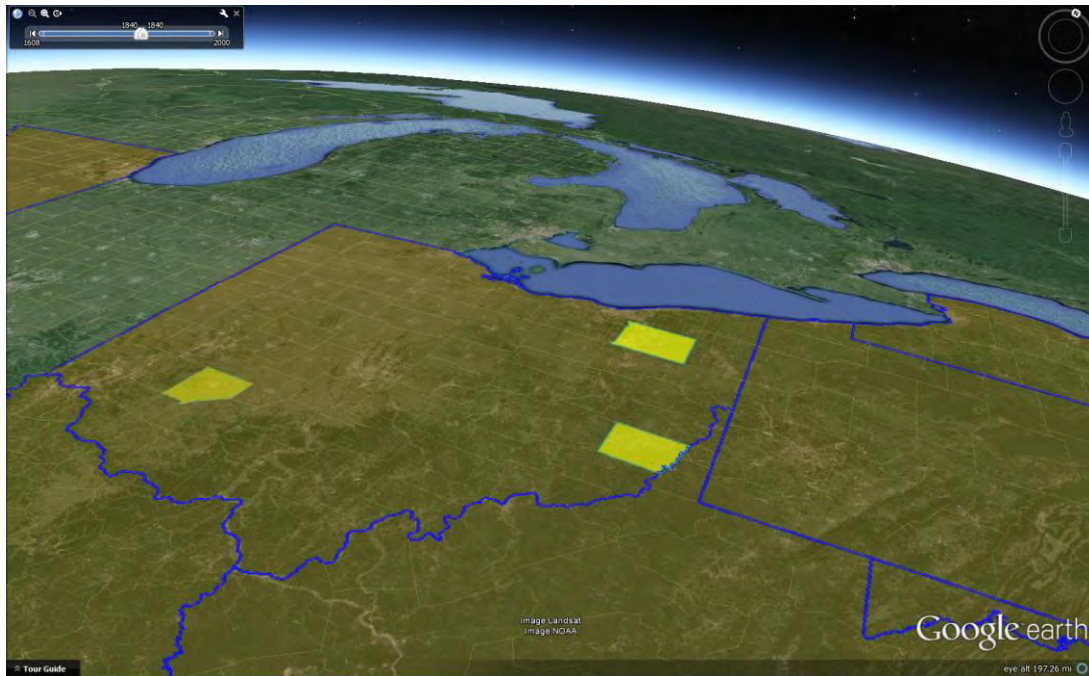 1840 1840
1608 2000
N
Image Landsat
Image NOAA
Google earth
Tour Guide
eye alt 197.26 mi